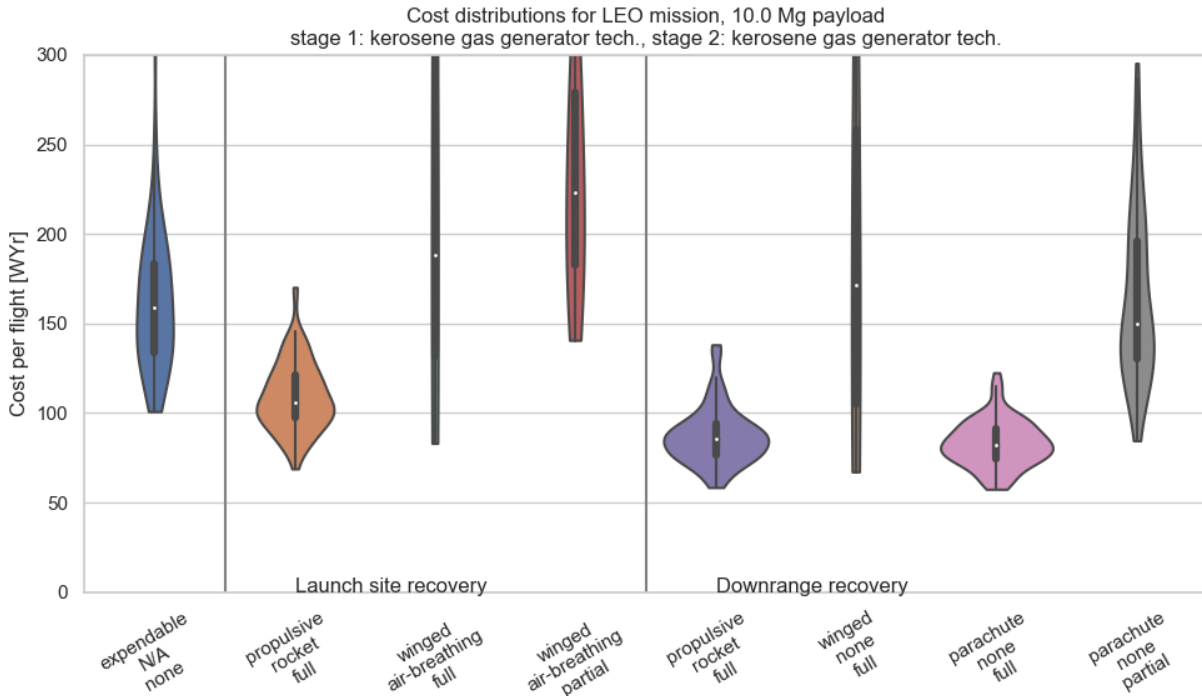 Cost distributions for LEO mission, 10.0 Mg payload
stage 1: kerosene gas generator tech., stage 2: kerosene gas generator tech.
Cost per flight [WYr]
300
250
200
150
100
50
0
Launch site recovery
Downrange recovery
expendable
N/A
none
propulsive
rocket
full
winged
air-breathing
full
winged
air-breathing
partial
propulsive
rocket
full
winged
none
full
parachute
none
full
parachute
none
partial